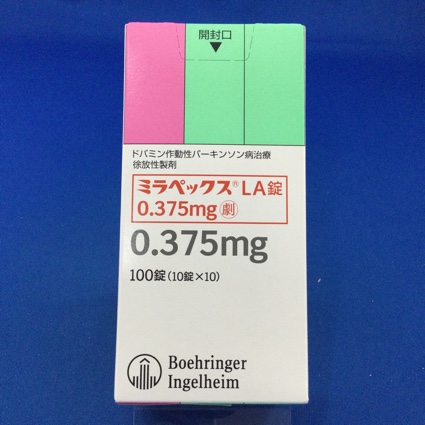 開封口
▼
ドパミン作動性パーキンソン病治療
徐放性製剤
ミラペックス® LA錠
0.375mg 劇
0.375mg
100錠(10錠×10)
Boehringer
Ingelheim